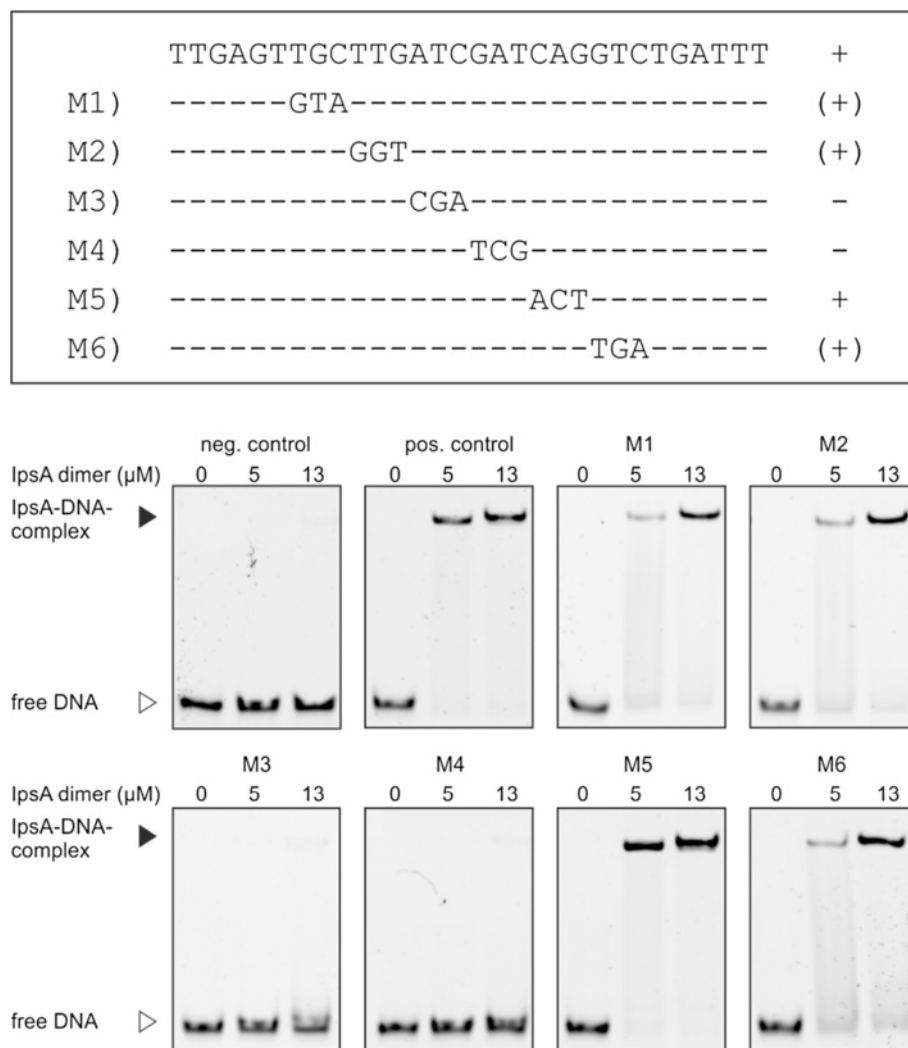 TTGAGTTGCTTGATCGATCAGGTCTGATTT +
M1) ------GTA--------------------- (+)
M2) ---------GGT------------------ (+)
M3) ------------CGA--------------- -
M4) ---------------TCG------------ -
M5) ------------------ACT--------- +
M6) ---------------------TGA------ (+)
neg. control pos. control M1 M2
IpsA dimer (µM) 0 5 13 0 5 13 0 5 13 0 5 13
IpsA-DNA-
complex
free DNA
M3 M4 M5 M6
IpsA dimer (µM) 0 5 13 0 5 13 0 5 13 0 5 13
IpsA-DNA-
complex
free DNA